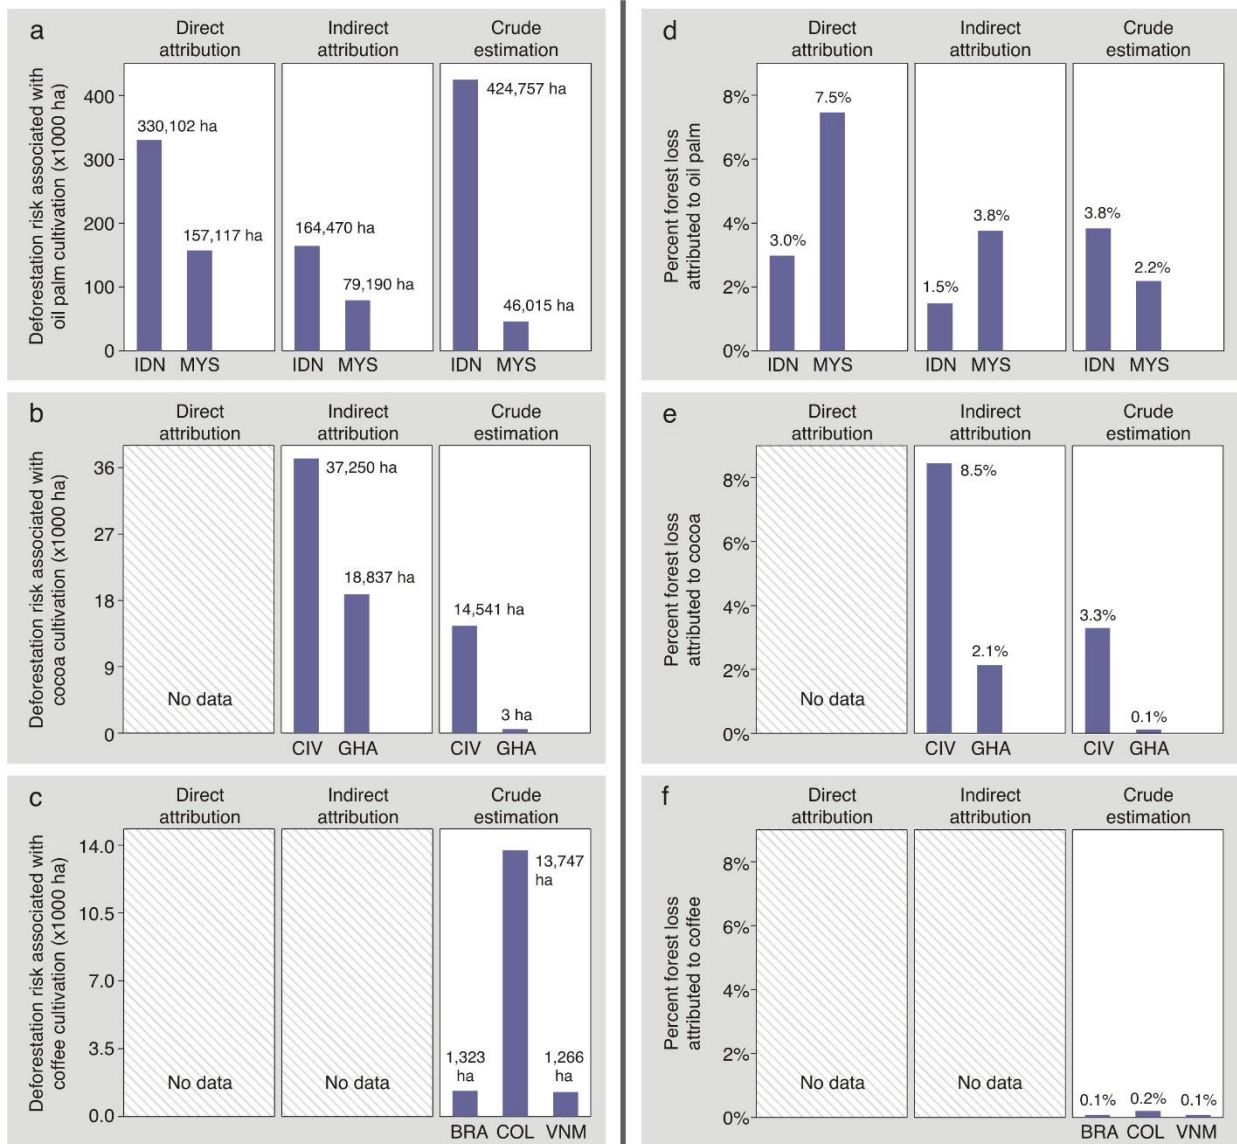 a
Direct
attribution
Indirect
attribution
Crude
estimation
Deforestation risk associated with
oil palm cultivation (x1000 ha)
400
300
200
100
0
330,102 ha
157,117 ha
164,470 ha
79,190 ha
424,757 ha
46,015 ha
IDN MYS
IDN MYS
IDN MYS
d
Direct
attribution
Indirect
attribution
Crude
estimation
Percent forest loss
attributed to oil palm
8%
6%
4%
2%
0%
3.0%
7.5%
1.5%
3.8%
3.8%
2.2%
IDN MYS
IDN MYS
IDN MYS
b
Direct
attribution
Indirect
attribution
Crude
estimation
Deforestation risk associated with
cocoa cultivation (x1000 ha)
36
27
18
9
0
No data
37,250 ha
18,837 ha
14,541 ha
3 ha
CIV GHA
CIV GHA
e
Direct
attribution
Indirect
attribution
Crude
estimation
Percent forest loss
attributed to cocoa
8%
6%
4%
2%
0%
No data
8.5%
2.1%
3.3%
0.1%
CIV GHA
CIV GHA
c
Direct
attribution
Indirect
attribution
Crude
estimation
Deforestation risk associated with
coffee cultivation (x1000 ha)
14.0
10.5
7.0
3.5
0.0
No data
No data
1,323
ha
13,747
ha
1,266
ha
BRA COL VNM
f
Direct
attribution
Indirect
attribution
Crude
estimation
Percent forest loss
attributed to coffee
8%
6%
4%
2%
0%
No data
No data
0.1%
0.2%
0.1%
BRA COL VNM